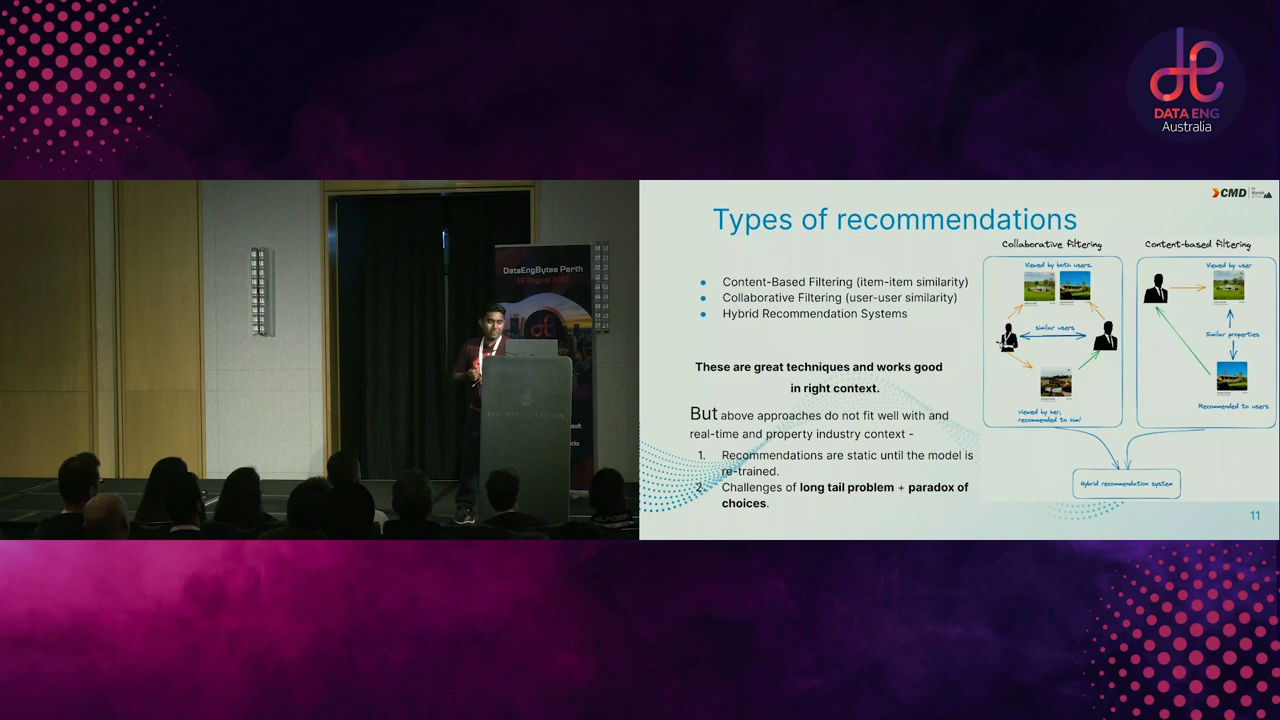 DATA ENG
Australia
DataEngBytes Perth
CMD
Types of recommendations
● Content-Based Filtering (item-item similarity)
● Collaborative Filtering (user-user similarity)
● Hybrid Recommendation Systems
These are great techniques and works good
in right context.
But above approaches do not fit well with and
real-time and property industry context -
1. Recommendations are static until the model is
re-trained.
2. Challenges of long tail problem + paradox of
choices.
Collaborative filtering
Viewed by both users
Similar users
Viewed by her,
recommended to him!
Content-based filtering
Viewed by user
Similar properties
Recommended to users
Hybrid recommendation system
11